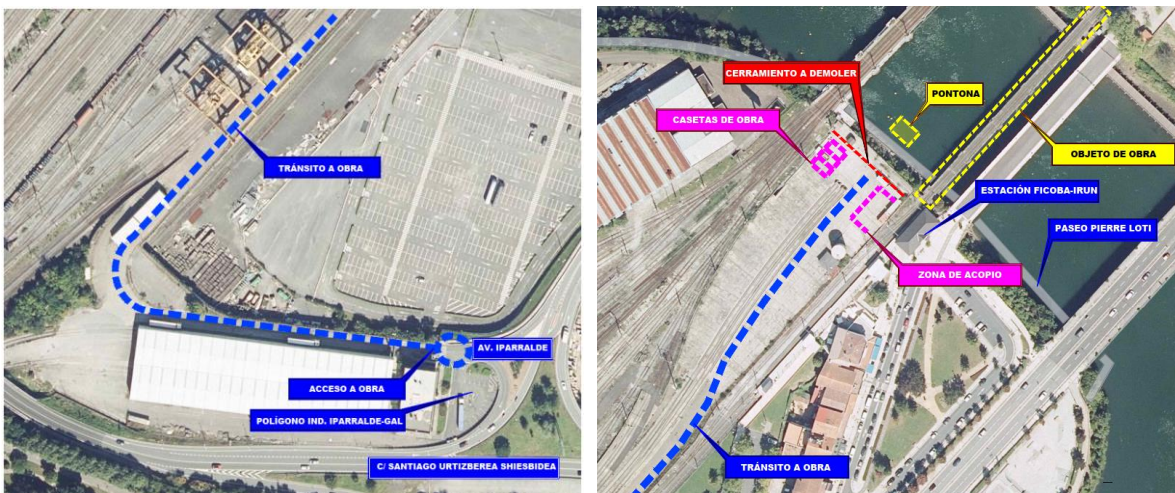 TRÁNSITO A OBRA
AV. IPARRALDE
ACCESO A OBRA
POLÍGONO IND. IPARRALDE-GAL
C/ SANTIAGO URTIZBEREA SHIESBIDEA
CERRAMIENTO A DEMOLER
PONTONA
CASETAS DE OBRA
OBJETO DE OBRA
ESTACIÓN FICOBA-IRUN
PASEO PIERRE LOTI
ZONA DE ACOPIO
TRÁNSITO A OBRA